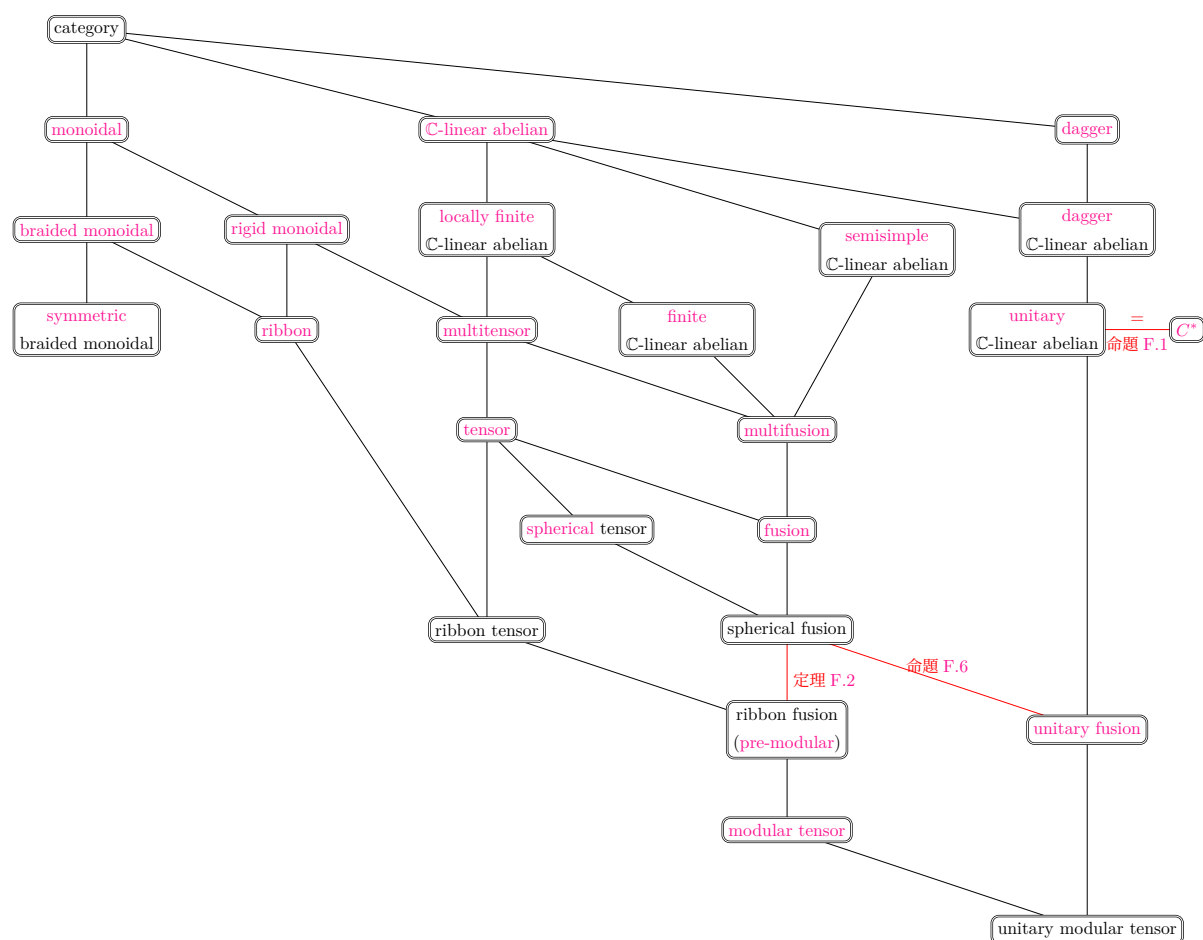 category
monoidal
ℂ-linear abelian
dagger
braided monoidal
rigid monoidal
locally finite
ℂ-linear abelian
semisimple
ℂ-linear abelian
dagger
ℂ-linear abelian
symmetric
braided monoidal
ribbon
multitensor
finite
ℂ-linear abelian
unitary
ℂ-linear abelian
=
命題 F.1
C*
tensor
multifusion
spherical tensor
fusion
ribbon tensor
spherical fusion
定理 F.2
命題 F.6
ribbon fusion
(pre-modular)
unitary fusion
modular tensor
unitary modular tensor